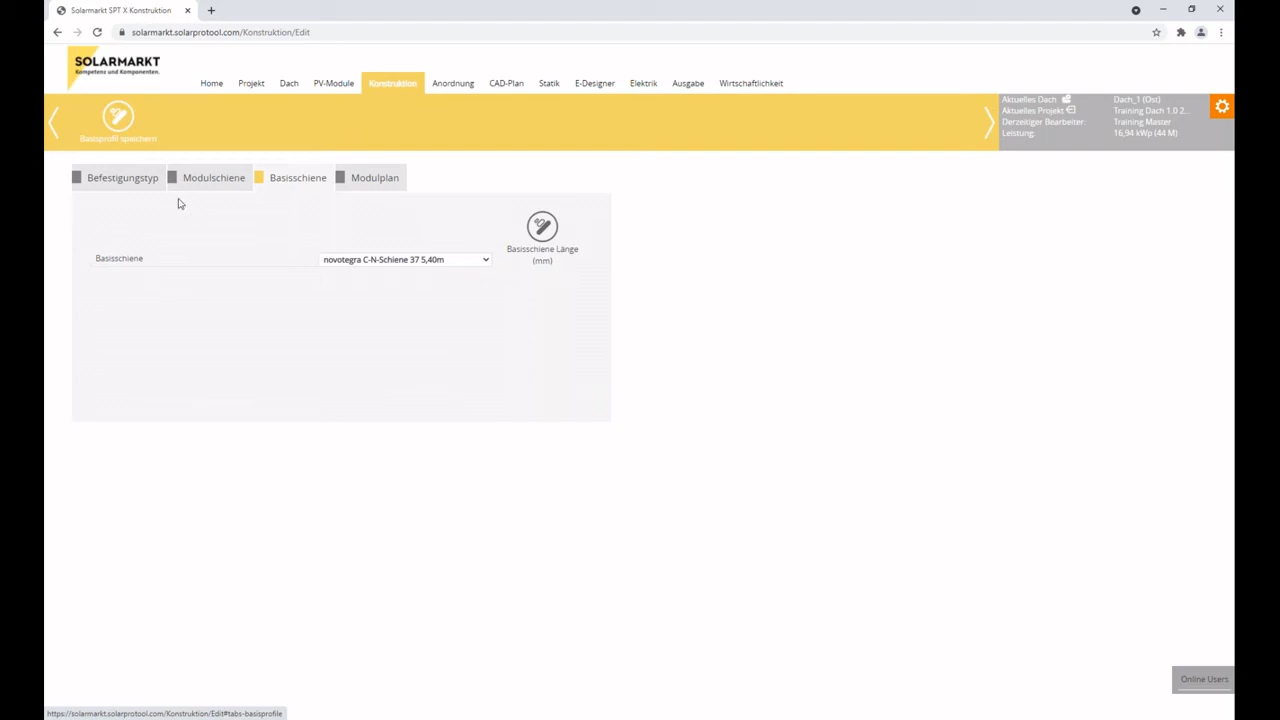 Solarmarkt SPT X Konstruktion
solarmarkt.solarprotool.com/Konstruktion/Edit
SOLARMARKT
Kompetenz und Komponenten.
Home Projekt Dach PV-Module Konstruktion Anordnung CAD-Plan Statik E-Designer Elektrik Ausgabe Wirtschaftlichkeit
Basisprofil speichern
Aktuelles Dach Dach_1 (Ost)
Aktuelles Projekt Training Dach 1.0 2...
Derzeitiger Bearbeiter: Training Master
Leistung: 16,94 kWp (44 M)
Befestigungstyp Modulschiene Basisschiene Modulplan
Basisschiene novotegra C-N-Schiene 37 5,40m
Basisschiene Länge
(mm)
Online Users
https://solarmarkt.solarprotool.com/Konstruktion/Edit#tabs-basisprofile